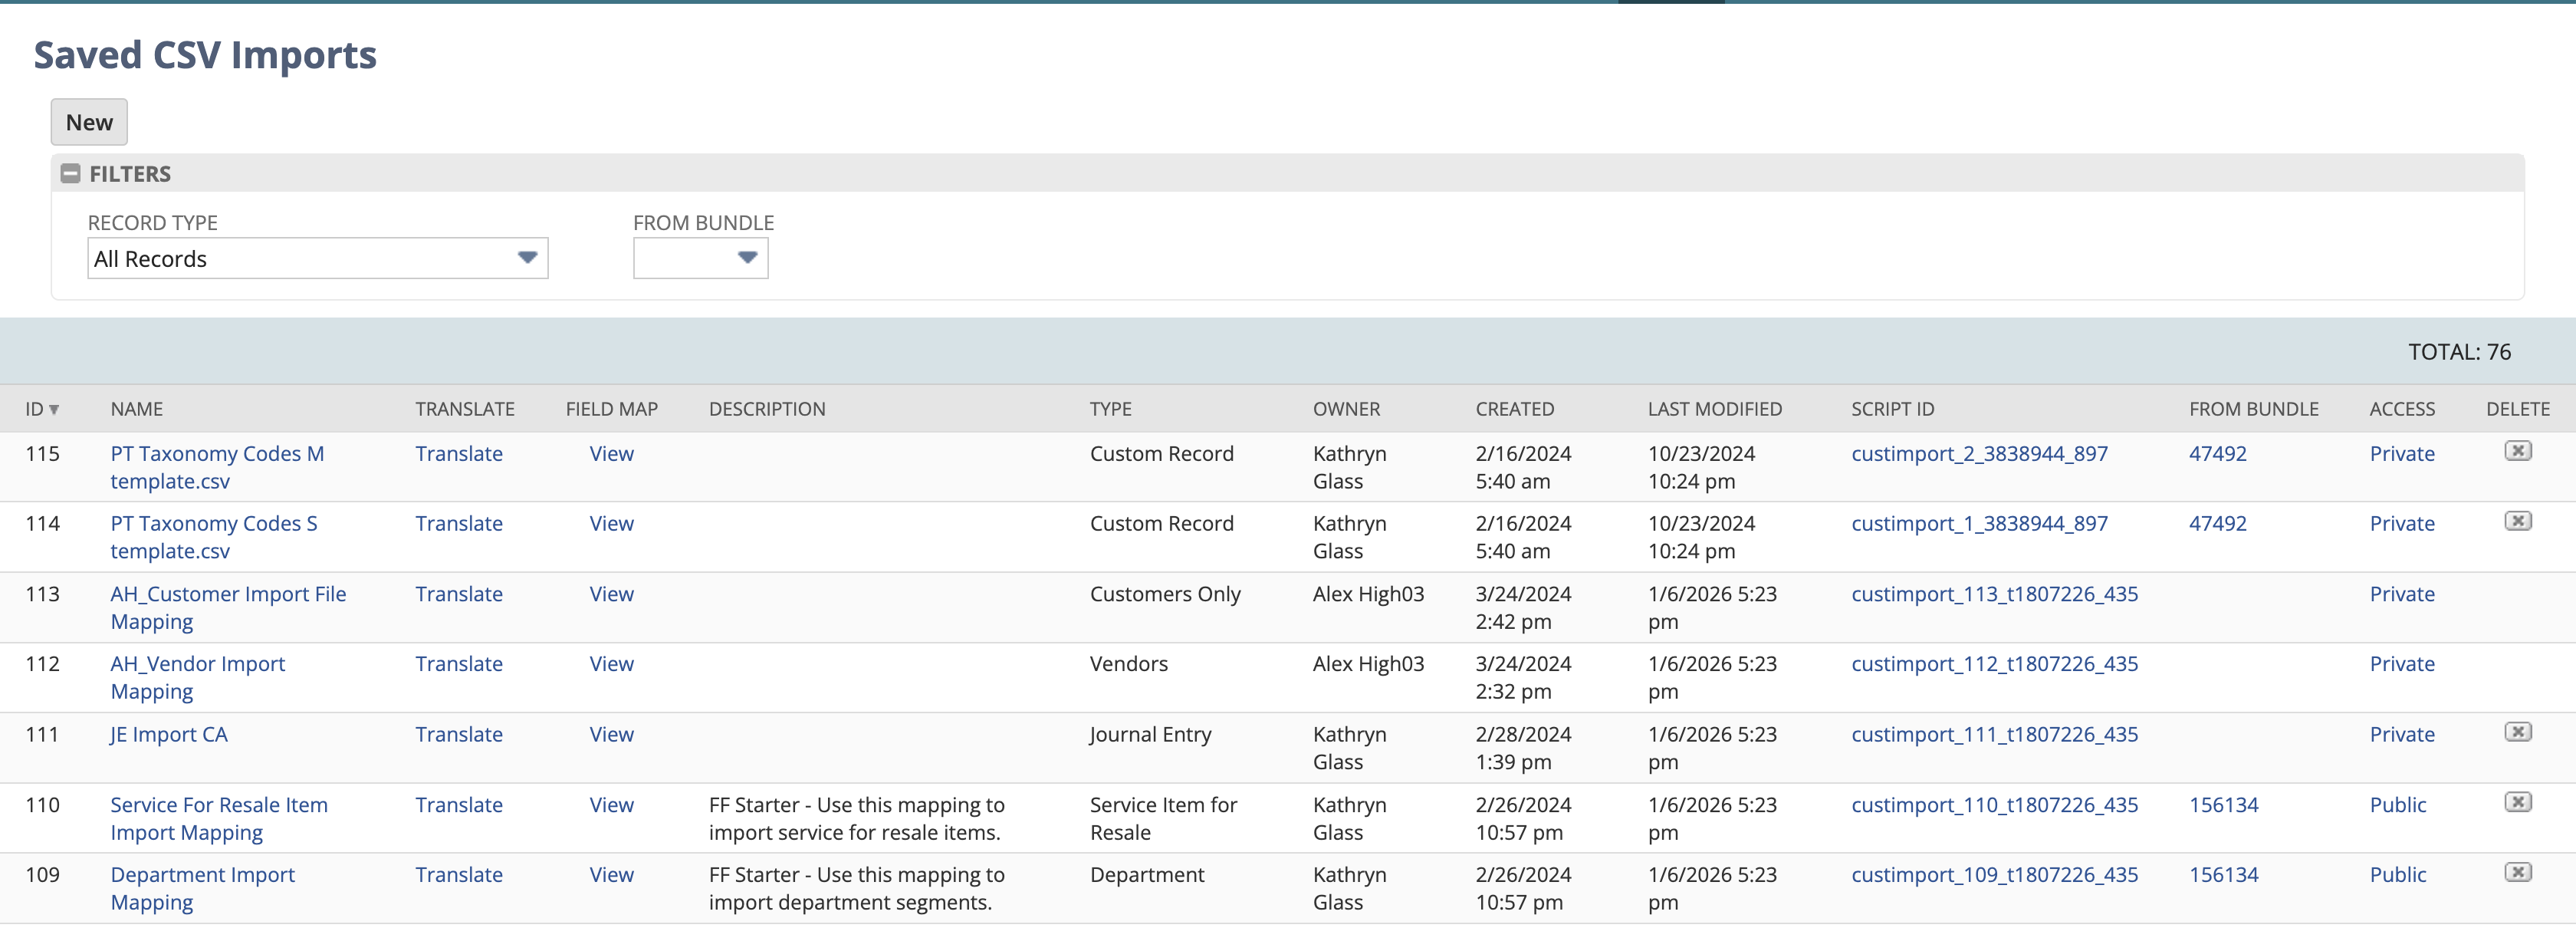 Saved CSV Imports
New
FILTERS
RECORD TYPE FROM BUNDLE
All Records
TOTAL: 76
ID NAME TRANSLATE FIELD MAP DESCRIPTION TYPE OWNER CREATED LAST MODIFIED SCRIPT ID FROM BUNDLE ACCESS DELETE
115 PT Taxonomy Codes M Translate View Custom Record Kathryn 2/16/2024 10/23/2024 custimport_2_3838944_897 47492 Private
template.csv Glass 5:40 am 10:24 pm
114 PT Taxonomy Codes S Translate View Custom Record Kathryn 2/16/2024 10/23/2024 custimport_1_3838944_897 47492 Private
template.csv Glass 5:40 am 10:24 pm
113 AH_Customer Import File Translate View Customers Only Alex High03 3/24/2024 1/6/2026 5:23 custimport_113_t1807226_435 Private
Mapping 2:42 pm pm
112 AH_Vendor Import Translate View Vendors Alex High03 3/24/2024 1/6/2026 5:23 custimport_112_t1807226_435 Private
Mapping 2:32 pm pm
111 JE Import CA Translate View Journal Entry Kathryn 2/28/2024 1/6/2026 5:23 custimport_111_t1807226_435 Private
Glass 1:39 pm pm
110 Service For Resale Item Translate View FF Starter - Use this mapping to Service Item for Kathryn 2/26/2024 1/6/2026 5:23 custimport_110_t1807226_435 156134 Public
Import Mapping import service for resale items. Resale Glass 10:57 pm pm
109 Department Import Translate View FF Starter - Use this mapping to Department Kathryn 2/26/2024 1/6/2026 5:23 custimport_109_t1807226_435 156134 Public
Mapping import department segments. Glass 10:57 pm pm